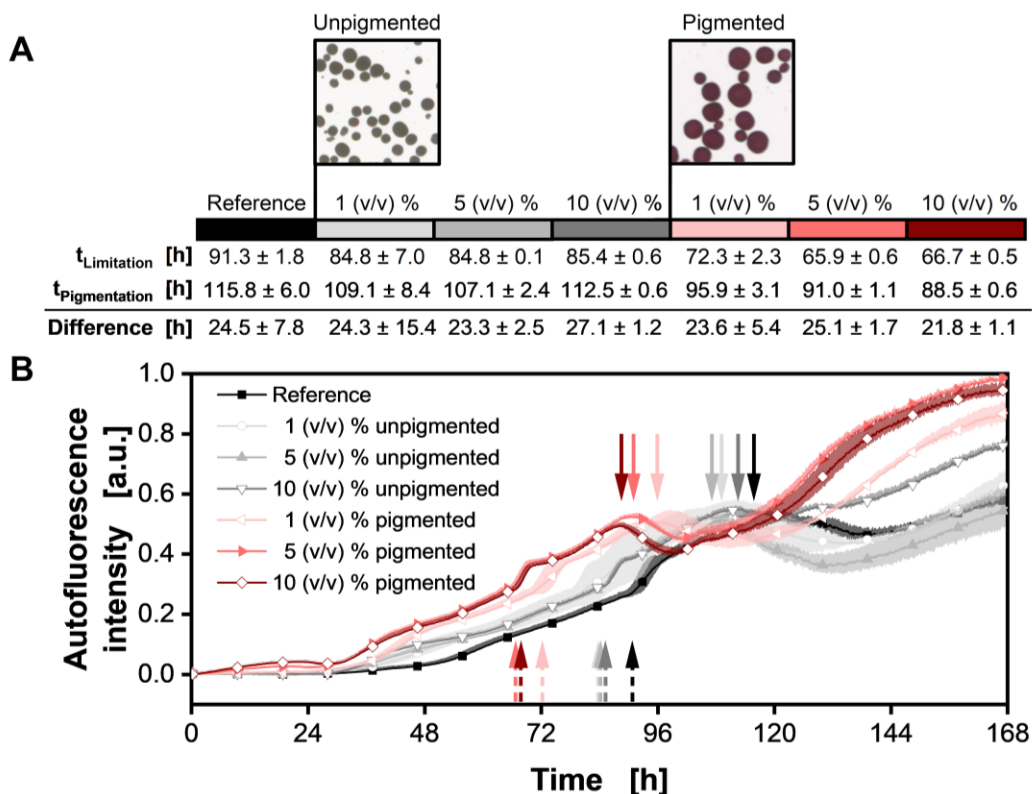 A
Unpigmented Pigmented
Reference 1 (v/v) % 5 (v/v) % 10 (v/v) % 1 (v/v) % 5 (v/v) % 10 (v/v) %
tLimitation [h] 91.3 ± 1.8 84.8 ± 7.0 84.8 ± 0.1 85.4 ± 0.6 72.3 ± 2.3 65.9 ± 0.6 66.7 ± 0.5
tPigmentation [h] 115.8 ± 6.0 109.1 ± 8.4 107.1 ± 2.4 112.5 ± 0.6 95.9 ± 3.1 91.0 ± 1.1 88.5 ± 0.6
Difference [h] 24.5 ± 7.8 24.3 ± 15.4 23.3 ± 2.5 27.1 ± 1.2 23.6 ± 5.4 25.1 ± 1.7 21.8 ± 1.1
B
Autofluorescence
intensity [a.u.]
1.0
0.8
0.6
0.4
0.2
0.0
Reference
1 (v/v) % unpigmented
5 (v/v) % unpigmented
10 (v/v) % unpigmented
1 (v/v) % pigmented
5 (v/v) % pigmented
10 (v/v) % pigmented
0 24 48 72 96 120 144 168
Time [h]